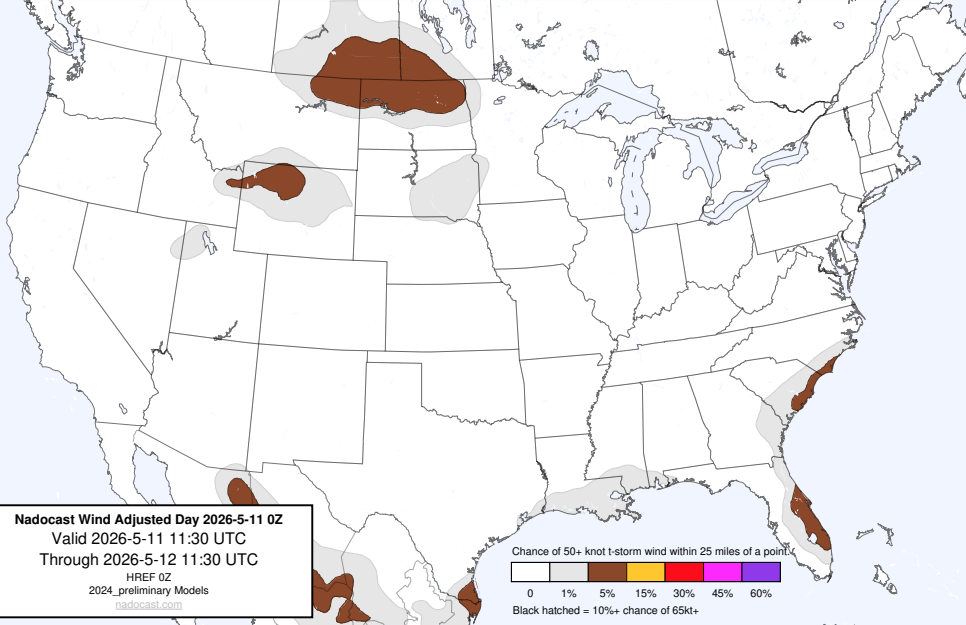 Nadocast Wind Adjusted Day 2026-5-11 0Z
Valid 2026-5-11 11:30 UTC
Through 2026-5-12 11:30 UTC
HREF 0Z
2024_preliminary Models
nadocast.com
Chance of 50+ knot t-storm wind within 25 miles of a point.
0 1% 5% 15% 30% 45% 60%
Black hatched = 10%+ chance of 65kt+